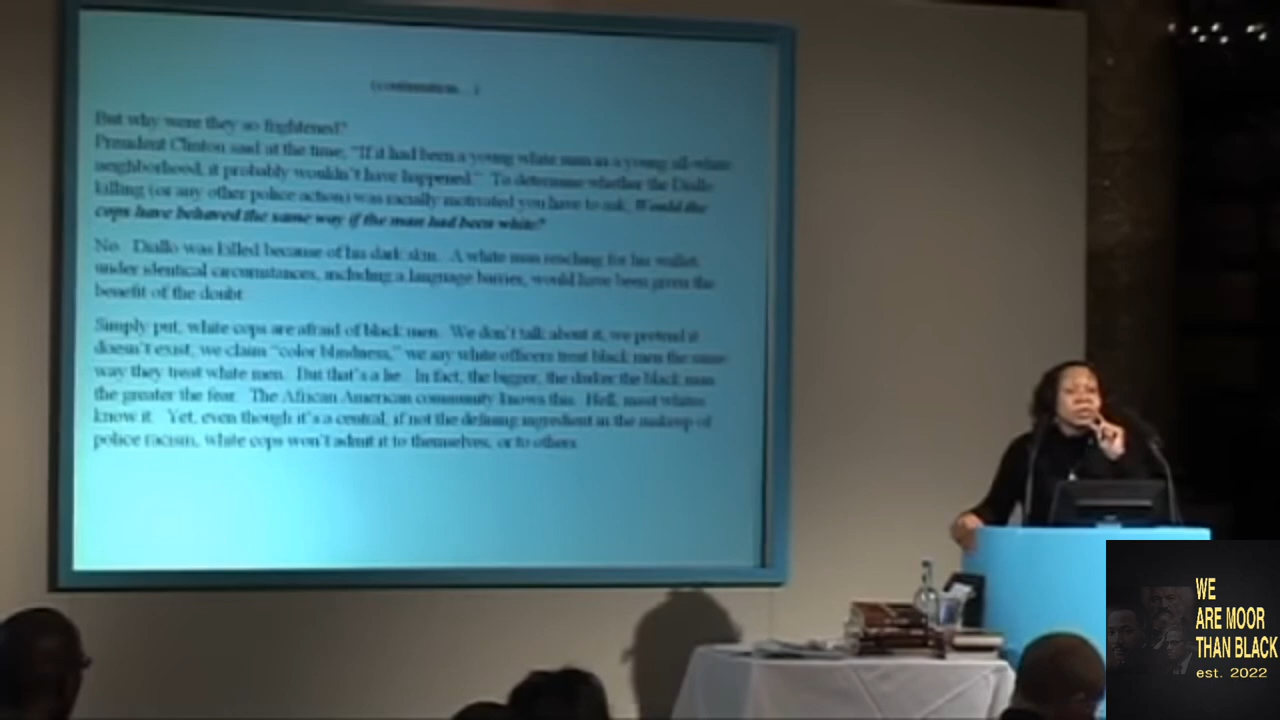 (continuation...)
But why were they so frightened?
President Clinton said at the time, "If it had been a young white man in a young all-white
neighborhood, it probably wouldn't have happened." To determine whether the Diallo
killing (or any other police action) was racially motivated you have to ask, Would the
cops have behaved the same way if the man had been white?
No. Diallo was killed because of his dark skin. A white man reaching for his wallet,
under identical circumstances, including a language barrier, would have been given the
benefit of the doubt.
Simply put, white cops are afraid of black men. We don't talk about it, we pretend it
doesn't exist, we claim "color blindness," we say white officers treat black men the same
way they treat white men. But that's a lie. In fact, the bigger, the darker the black man
the greater the fear. The African American community knows this. Hell, most whites
know it. Yet, even though it's a central, if not the defining ingredient in the makeup of
police racism, white cops won't admit it to themselves, or to others.
WE
ARE MOOR
THAN BLACK
est. 2022